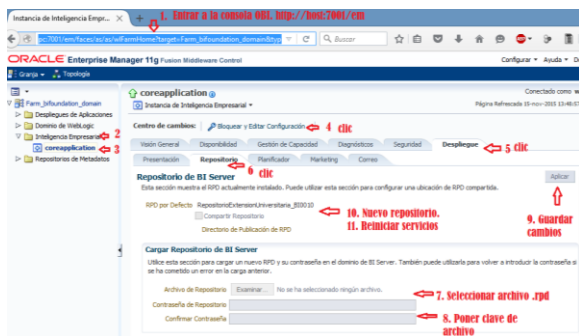 Instancia de Inteligencia Empr...
1. Entrar a la consola OBI. http://host:7001/em
pc:7001/em/faces/as/as/wlFarmHome?target=Farm_bifoundation_domain&typ
Buscar
ORACLE Enterprise Manager 11g Fusion Middleware Control
Configurar Ayuda
Granja Topología
Farm_bifoundation_domain
Despliegues de Aplicaciones
Dominio de WebLogic
Inteligencia Empresarial 2
coreapplication 3
Repositorios de Metadatos
coreapplication
Conectado como
Instancia de Inteligencia Empresarial
Página Refrescada 15-nov-2015
Centro de cambios: Bloquear y Editar Configuración 4 clic
Visión General Disponibilidad Gestión de Capacidad Diagnósticos Seguridad Despliegue 5 clic
Presentación Repositorio Planificador Marketing Correo
6 clic
Repositorio de BI Server
Aplicar
Esta sección muestra el RPD actualmente instalado. Puede utilizar esta sección para configurar una ubicación de RPD compartida.
RPD por Defecto RepositorioExtensionUniversitaria_BI0010
Compartir Repositorio
Directorio de Publicación de RPD
10. Nuevo repositorio.
11. Reiniciar servicios
9. Guardar cambios
Cargar Repositorio de BI Server
Utilice esta sección para cargar un nuevo RPD y su contraseña en el dominio de BI Server. También puede utilizarla para volver a introducir la contraseña si
se ha cometido un error en la carga anterior.
Archivo de Repositorio Examinar... No se ha seleccionado ningún archivo.
7. Seleccionar archivo .rpd
Contraseña de Repositorio
Confirmar Contraseña
8. Poner clave de archivo